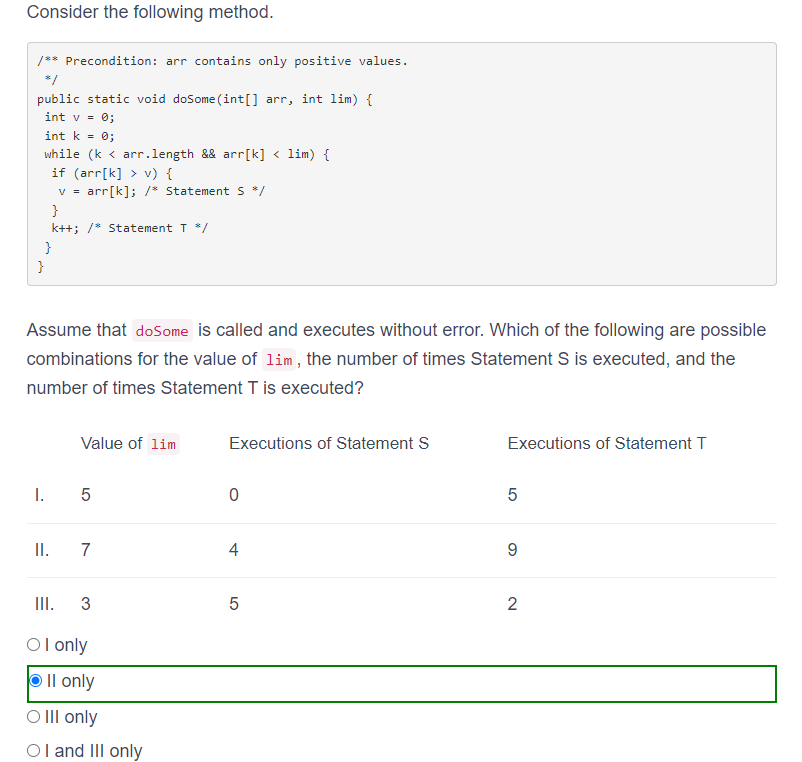 Consider the following method.
/** Precondition: arr contains only positive values.
*/
public static void doSome(int[] arr, int lim) {
int v = 0;
int k = 0;
while (k < arr.length && arr[k] < lim) {
if (arr[k] > v) {
v = arr[k]; /* Statement S */
}
k++; /* Statement T */
}
}
Assume that doSome is called and executes without error. Which of the following are possible
combinations for the value of lim, the number of times Statement S is executed, and the
number of times Statement T is executed?
Value of lim Executions of Statement S Executions of Statement T
I. 5 0 5
II. 7 4 9
III. 3 5 2
I only
II only
III only
I and III only